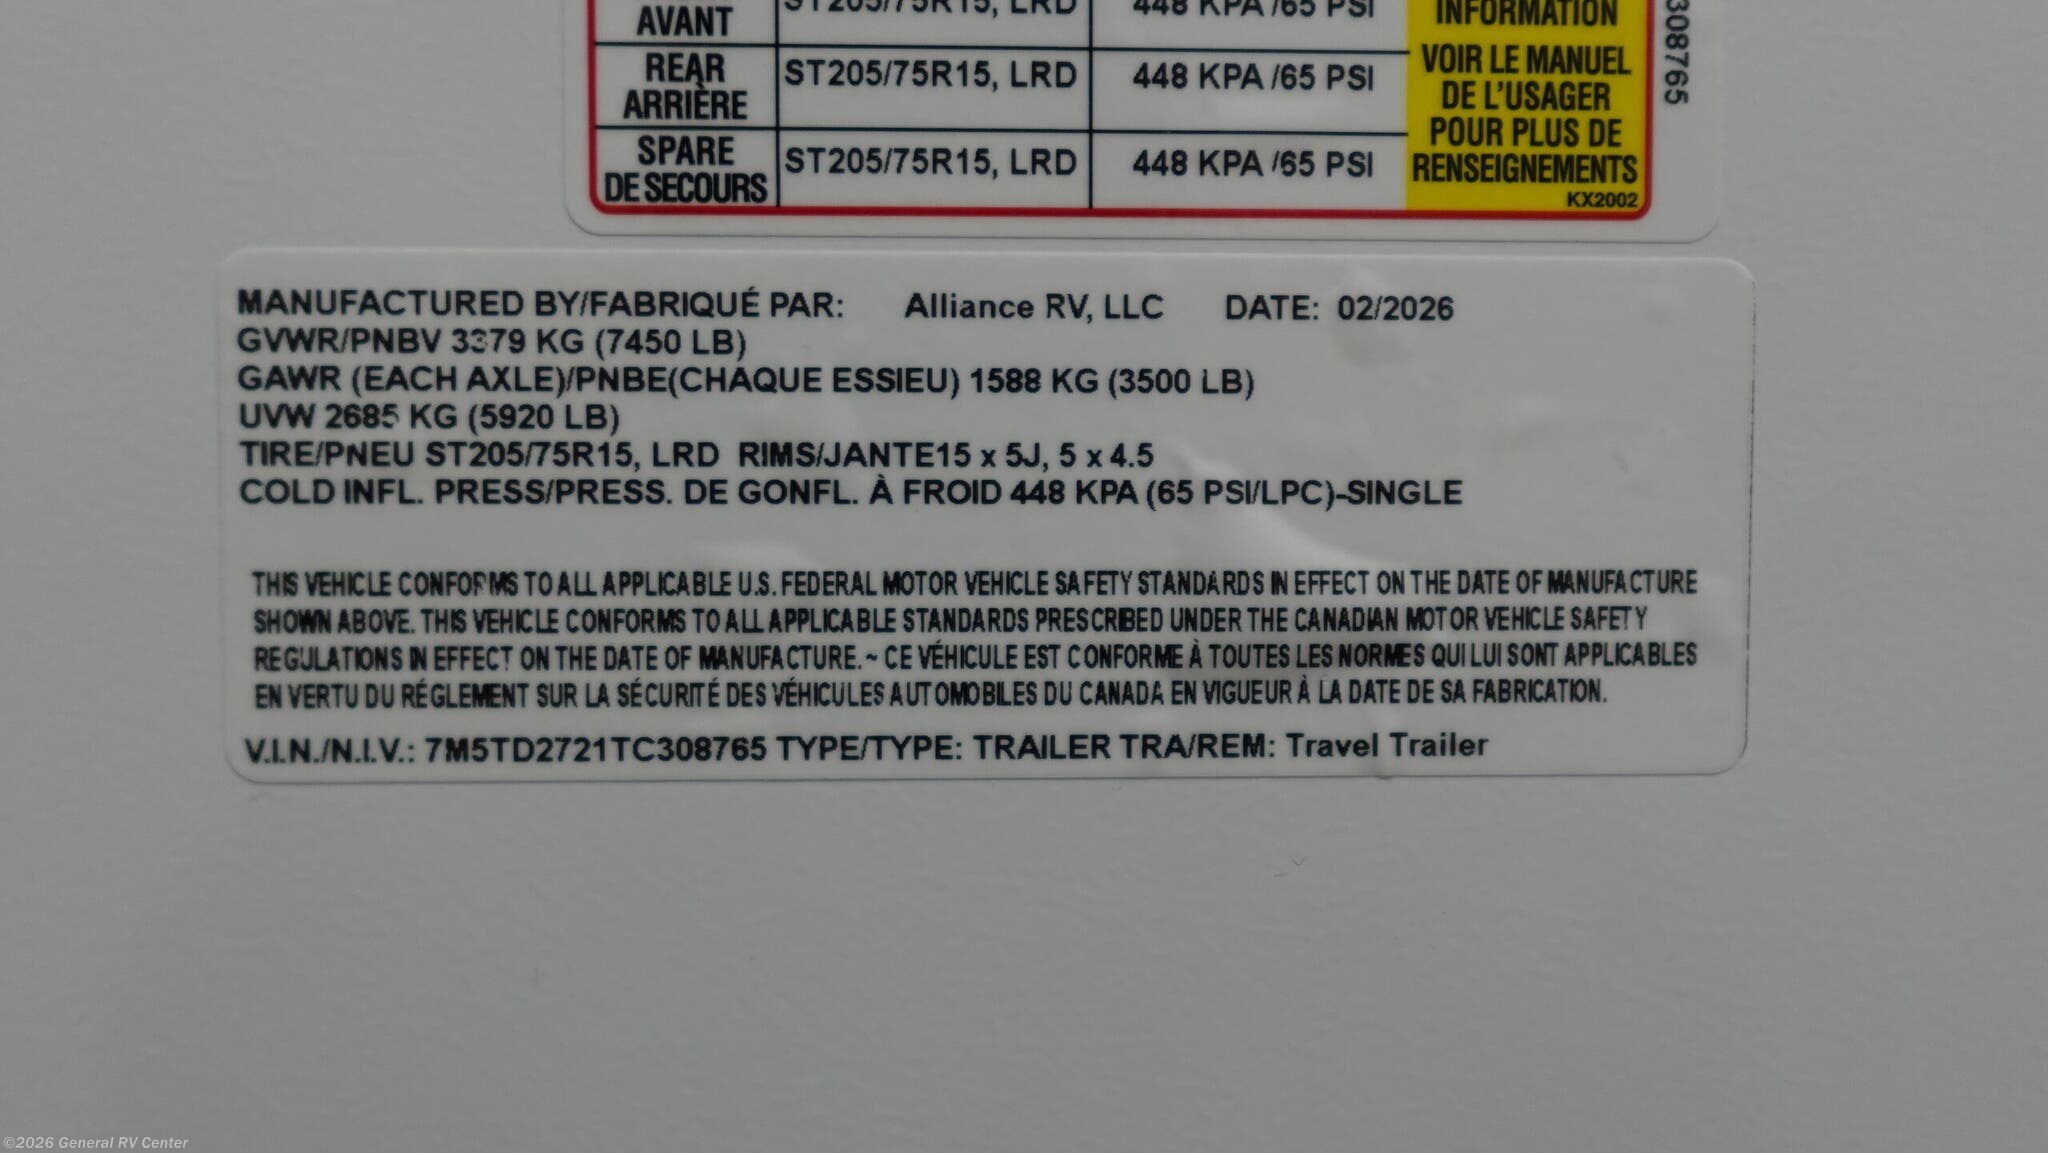 AVANT
ST205/75R15, LRD
448 KPA /65 PSI
INFORMATION
308765
REAR
ARRIÈRE
ST205/75R15, LRD
448 KPA /65 PSI
SPARE
DE SECOURS
ST205/75R15, LRD
448 KPA /65 PSI
VOIR LE MANUEL
DE L'USAGER
POUR PLUS DE
RENSEIGNEMENTS
KX2002
MANUFACTURED BY/FABRIQUÉ PAR: Alliance RV, LLC DATE: 02/2026
GVWR/PNBV 3379 KG (7450 LB)
GAWR (EACH AXLE)/PNBE(CHAQUE ESSIEU) 1588 KG (3500 LB)
UVW 2685 KG (5920 LB)
TIRE/PNEU ST205/75R15, LRD RIMS/JANTE15 x 5J, 5 x 4.5
COLD INFL. PRESS/PRESS. DE GONFL. À FROID 448 KPA (65 PSI/LPC)-SINGLE
THIS VEHICLE CONFORMS TO ALL APPLICABLE U.S. FEDERAL MOTOR VEHICLE SAFETY STANDARDS IN EFFECT ON THE DATE OF MANUFACTURE
SHOWN ABOVE. THIS VEHICLE CONFORMS TO ALL APPLICABLE STANDARDS PRESCRIBED UNDER THE CANADIAN MOTOR VEHICLE SAFETY
REGULATIONS IN EFFECT ON THE DATE OF MANUFACTURE. ~ CE VÉHICULE EST CONFORME À TOUTES LES NORMES QUI LUI SONT APPLICABLES
EN VERTU DU RÉGLEMENT SUR LA SÉCURITÉ DES VÉHICULES AUTOMOBILES DU CANADA EN VIGUEUR À LA DATE DE SA FABRICATION.
V.I.N./N.I.V.: 7M5TD2721TC308765 TYPE/TYPE: TRAILER TRA/REM: Travel Trailer
©2026 General RV Center